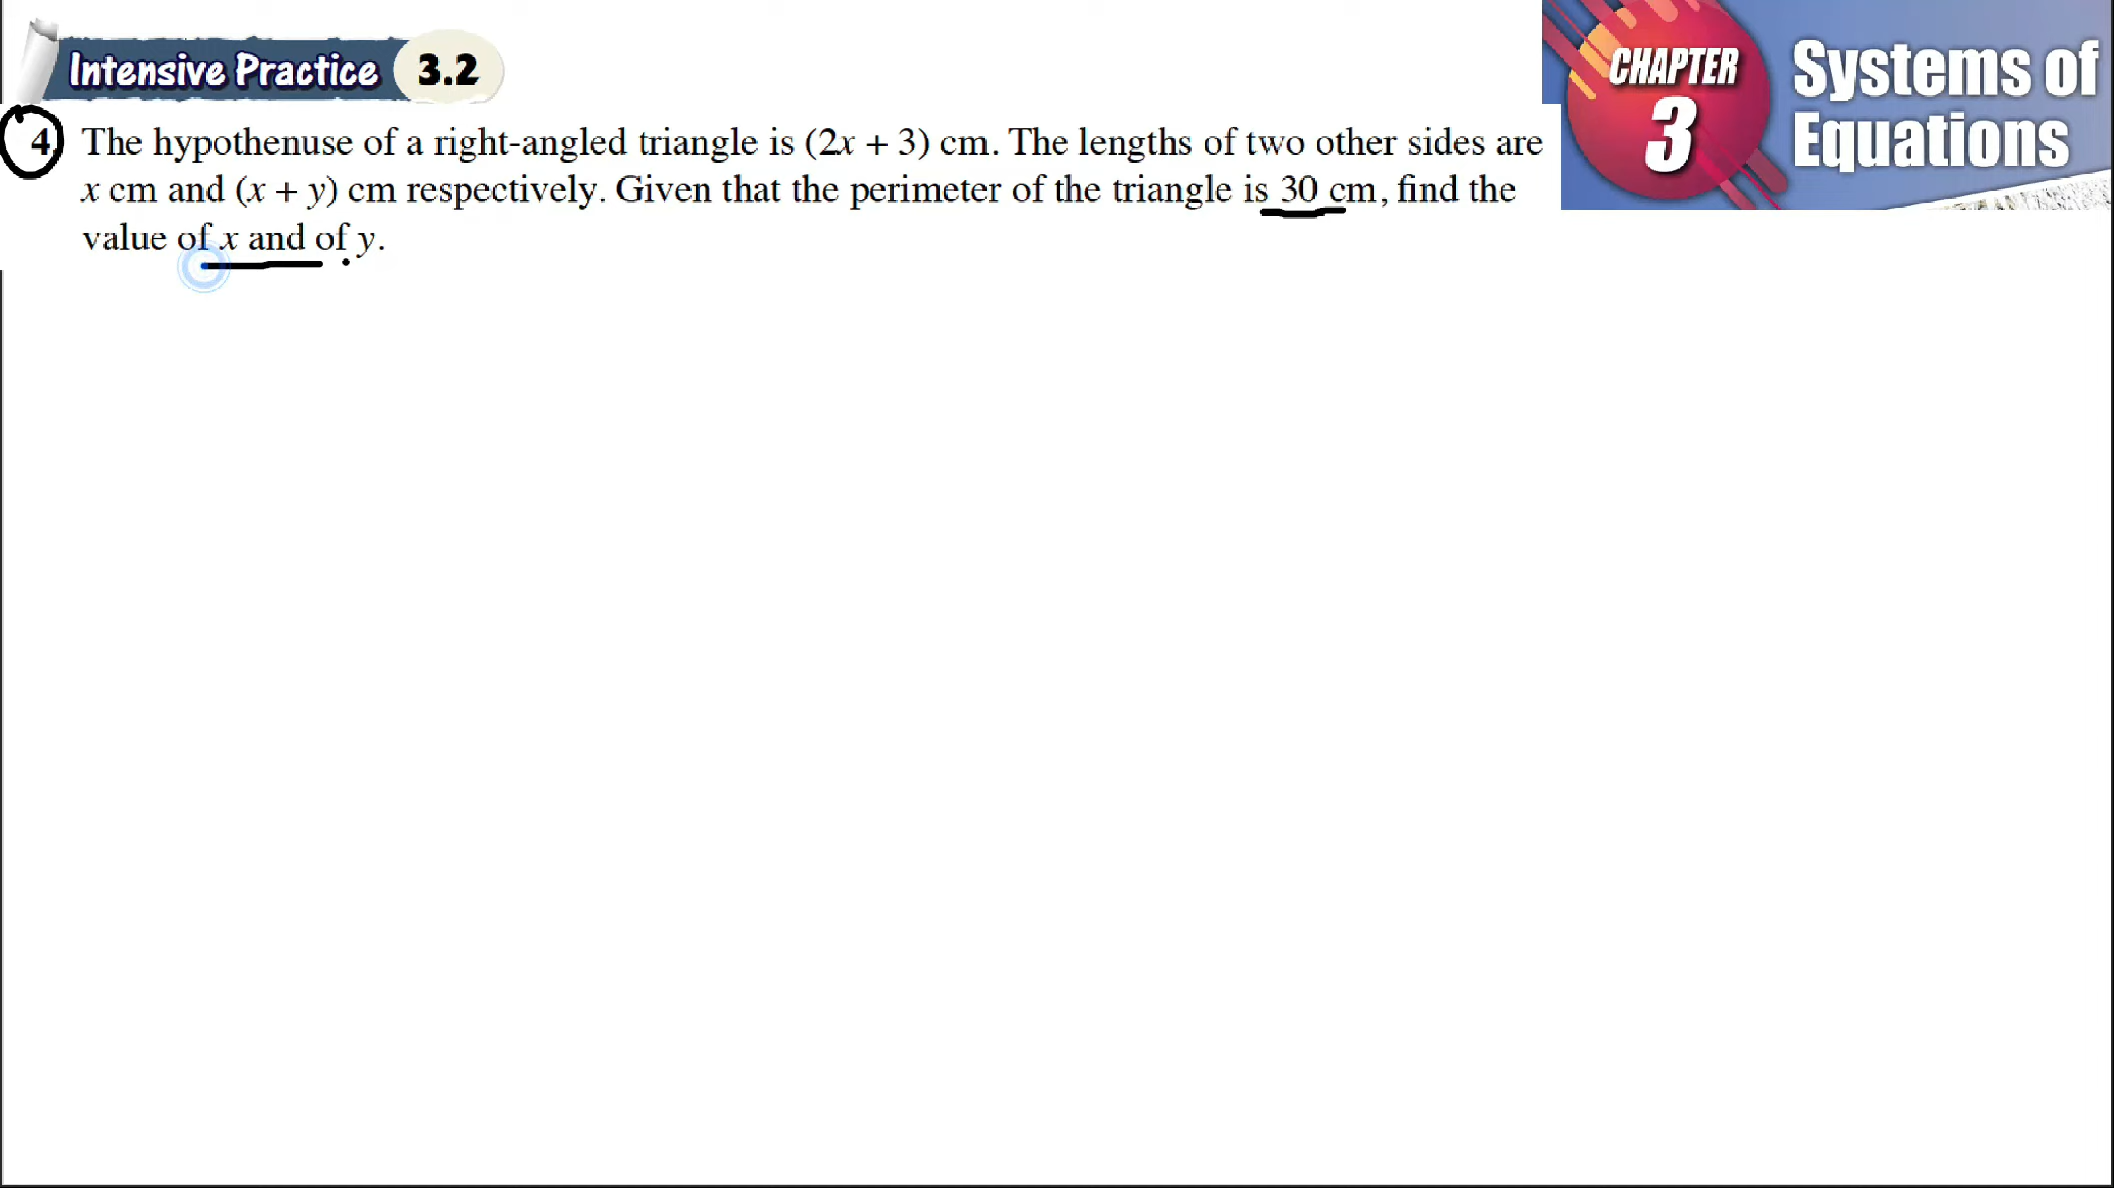 Intensive Practice 3.2
CHAPTER
3
Systems of
Equations
4. The hypothenuse of a right-angled triangle is (2x + 3) cm. The lengths of two other sides are
x cm and (x + y) cm respectively. Given that the perimeter of the triangle is 30 cm, find the
value of x and of y.